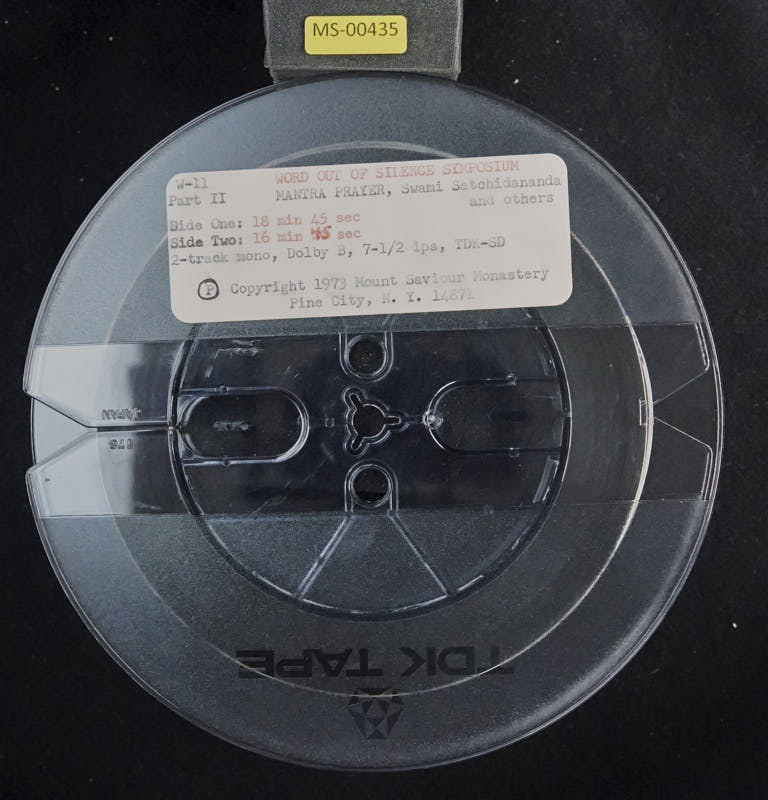 MS-00435
W-11 WORD OUT OF SILENCE SYMPOSIUM
Part II MANTRA PRAYER, Swami Satchidananda
and others
Side One: 18 min 45 sec
Side Two: 16 min 45 sec
2-track mono, Dolby B, 7-1/2 ips, TDK-SD
Ⓟ Copyright 1973 Mount Saviour Monastery
Pine City, N. Y. 14871
JAPAN
TDK TAPE